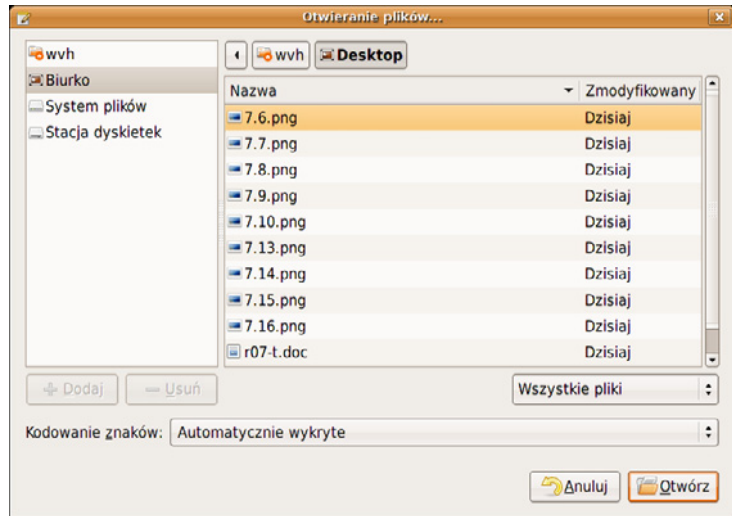 Otwieranie plików...
wvh
Biurko
System plików
Stacja dyskietek
wvh Desktop
Nazwa Zmodyfikowany
7.6.png Dzisiaj
7.7.png Dzisiaj
7.8.png Dzisiaj
7.9.png Dzisiaj
7.10.png Dzisiaj
7.13.png Dzisiaj
7.14.png Dzisiaj
7.15.png Dzisiaj
7.16.png Dzisiaj
r07-t.doc Dzisiaj
Dodaj Usuń Wszystkie pliki
Kodowanie znaków: Automatycznie wykryte
Anuluj Otwórz